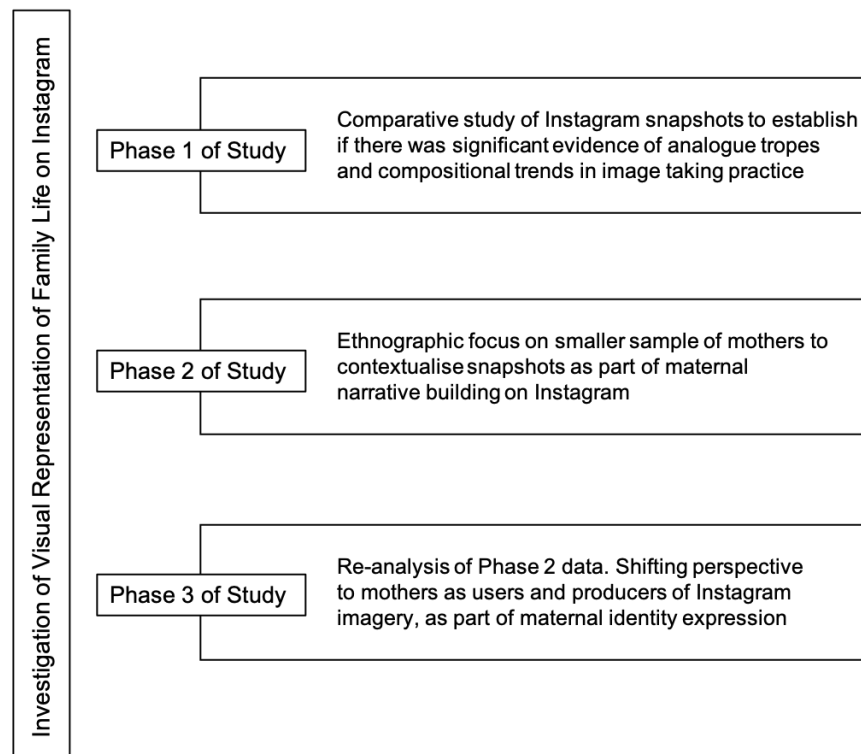 Investigation of Visual Representation of Family Life on Instagram
Phase 1 of Study
Comparative study of Instagram snapshots to establish
if there was significant evidence of analogue tropes
and compositional trends in image taking practice
Phase 2 of Study
Ethnographic focus on smaller sample of mothers to
contextualise snapshots as part of maternal
narrative building on Instagram
Phase 3 of Study
Re-analysis of Phase 2 data. Shifting perspective
to mothers as users and producers of Instagram
imagery, as part of maternal identity expression